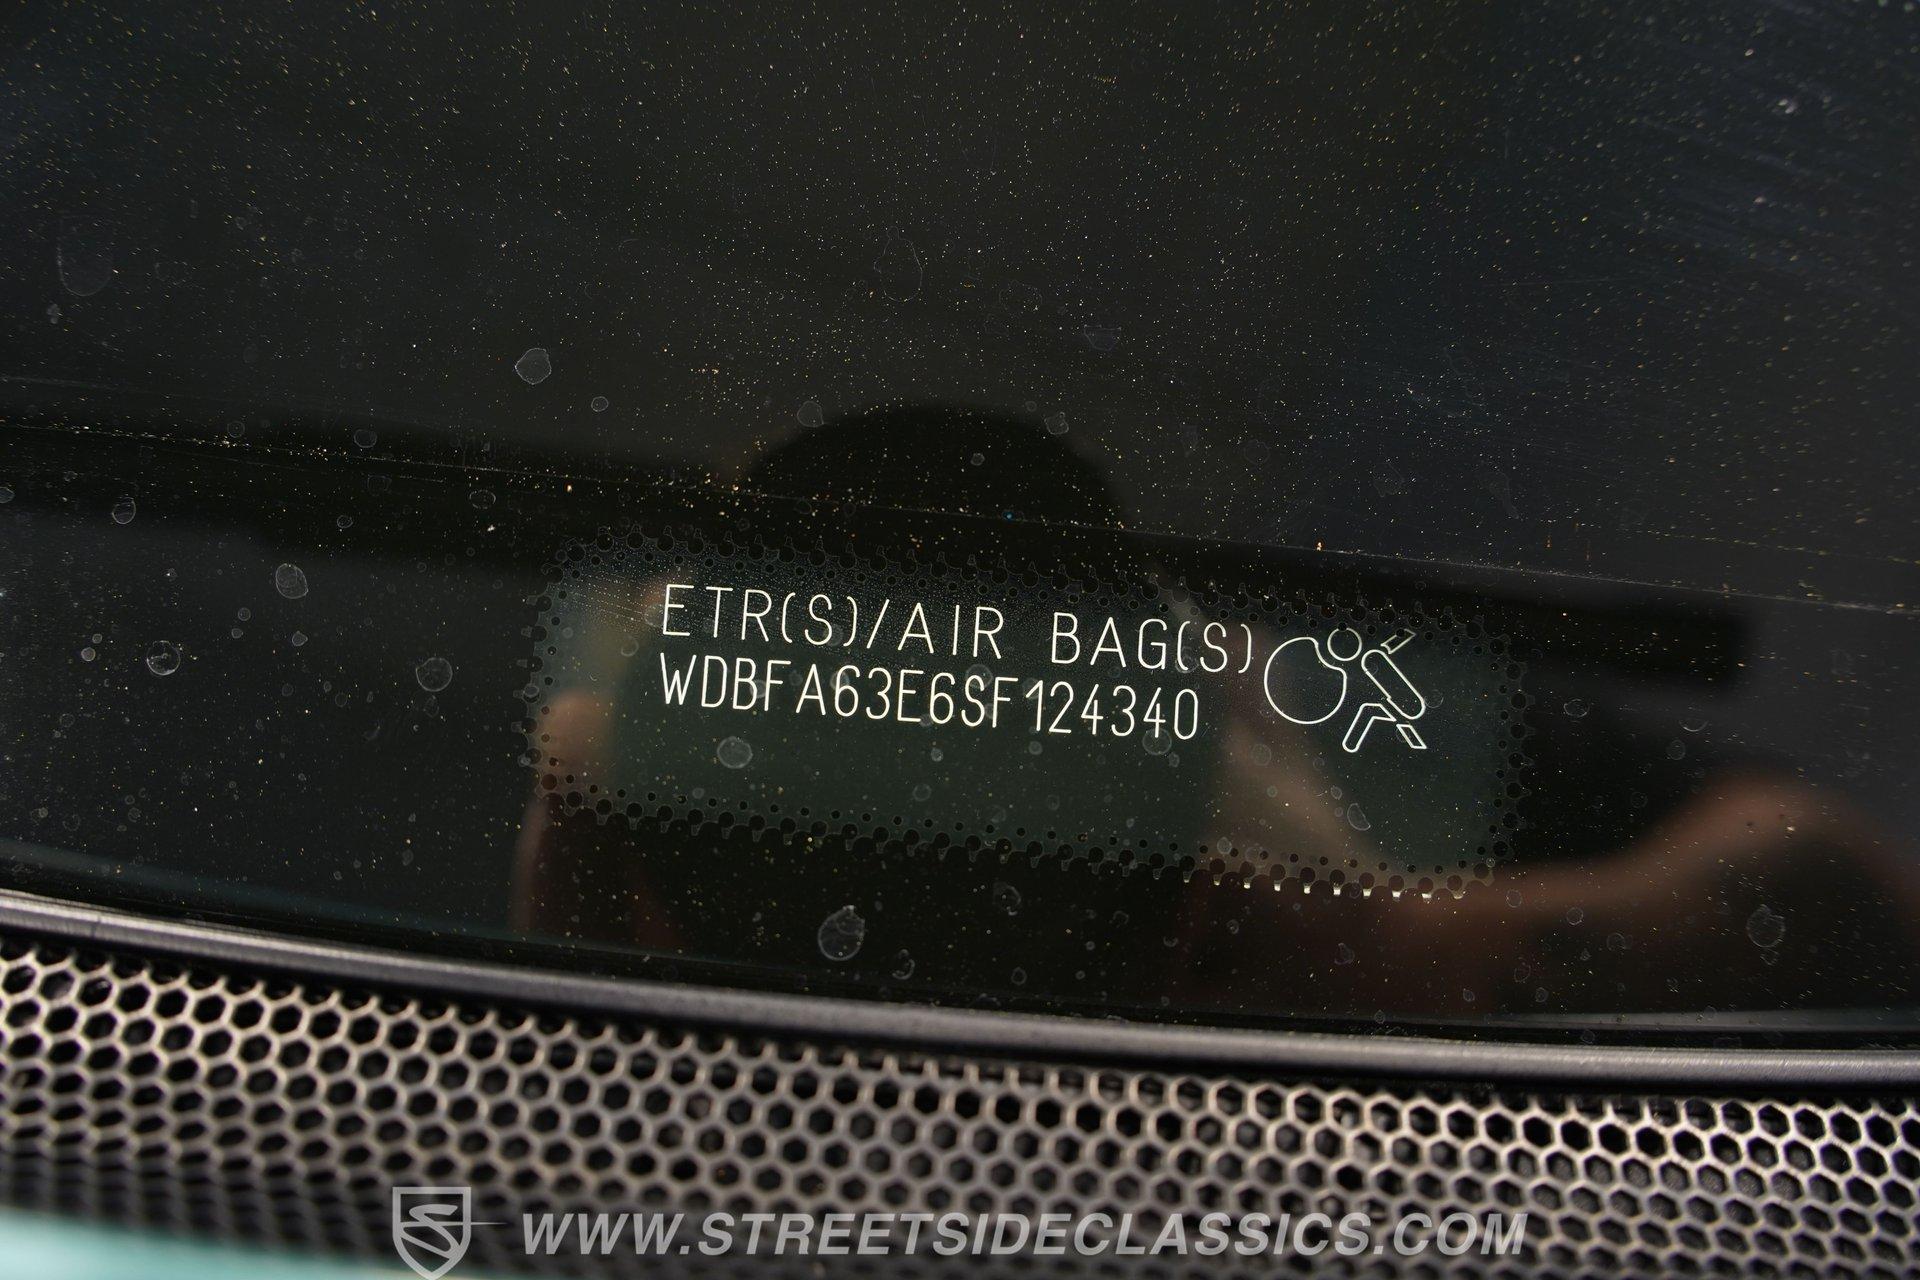 ETR(S)/AIR BAG(S)
WDBFA63E6SF124340
WWW.STREETSIDECLASSICS.COM